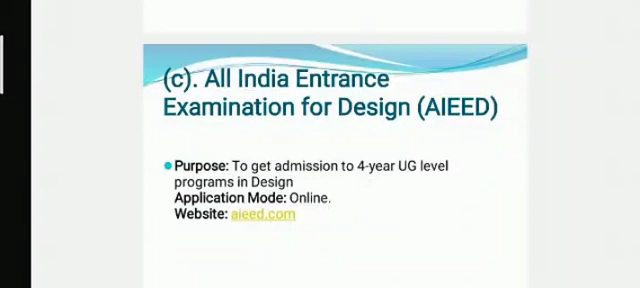 (c). All India Entrance
Examination for Design (AIEED)
Purpose: To get admission to 4-year UG level
programs in Design
Application Mode: Online.
Website: aieed.com